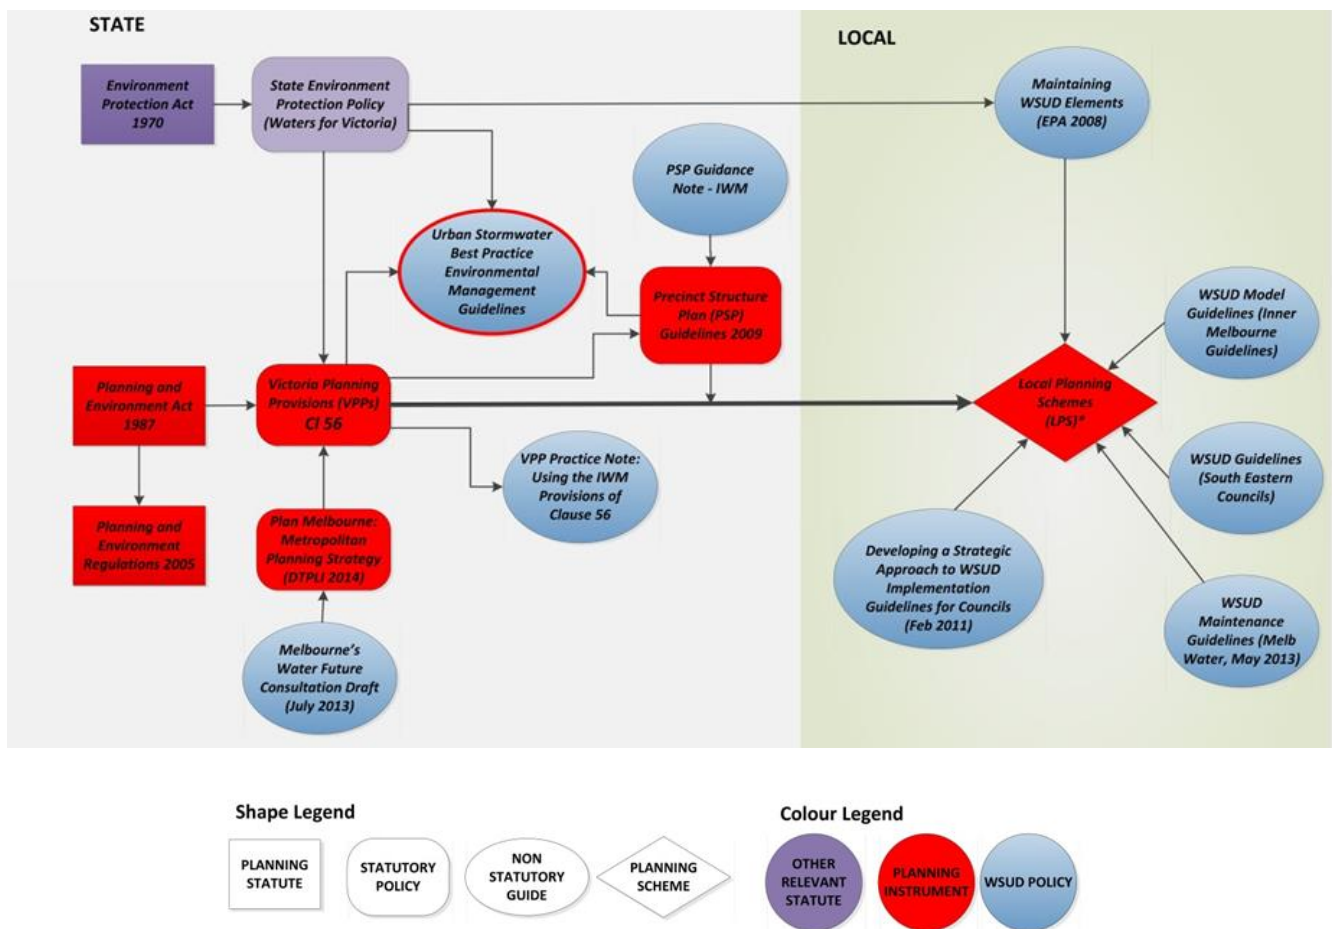 STATE
LOCAL
Environment
Protection Act
1970
State Environment
Protection Policy
(Waters for Victoria)
Maintaining
WSUD Elements
(EPA 2008)
PSP Guidance
Note - IWM
Urban Stormwater
Best Practice
Environmental
Management
Guidelines
Precinct Structure
Plan (PSP)
Guidelines 2009
WSUD Model
Guidelines (Inner
Melbourne
Guidelines)
Planning and
Environment Act
1987
Victoria Planning
Provisions (VPPs)
Cl 56
Local Planning
Schemes
(LPS)*
VPP Practice Note:
Using the IWM
Provisions of
Clause 56
WSUD Guidelines
(South Eastern
Councils)
Planning and
Environment
Regulations 2005
Plan Melbourne:
Metropolitan
Planning Strategy
(DTPLI 2014)
Developing a Strategic
Approach to WSUD
Implementation
Guidelines for Councils
(Feb 2011)
WSUD
Maintenance
Guidelines (Melb
Water, May 2013)
Melbourne's
Water Future
Consultation Draft
(July 2013)
Shape Legend
PLANNING
STATUTE
STATUTORY
POLICY
NON
STATUTORY
GUIDE
PLANNING
SCHEME
Colour Legend
OTHER
RELEVANT
STATUTE
PLANNING
INSTRUMENT
WSUD POLICY